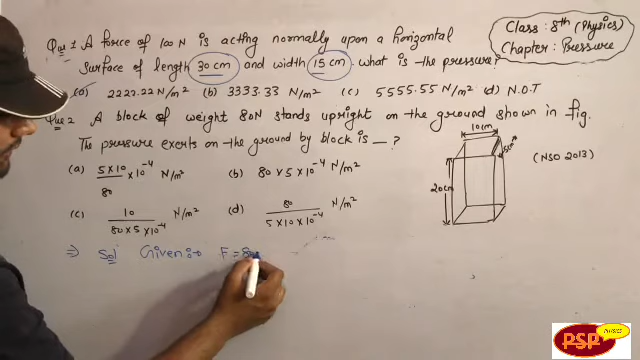 Class: 8th (Physics)
Chapter: Pressure
Que 1 A force of 100 N is acting normally upon a horizontal
surface of length 30 cm and width 15 cm. what is the pressure?
(a) 2222.22 N/m² (b) 3333.33 N/m² (c) 5555.55 N/m² (d) N.O.T
Que 2 A block of weight 80N stands upright on the ground shown in fig.
The pressure exerts on the ground by block is _ ?
10cm
5cm
20cm
(NSO 2013)
(a) 5×10/80 ×10⁻⁴ N/m² (b) 80×5×10⁻⁴ N/m²
(c) 10/80×5×10⁻⁴ N/m² (d) 80/5×10×10⁻⁴ N/m²
⇒ Sol Given:→ F = 80
PHYSICS
PSP